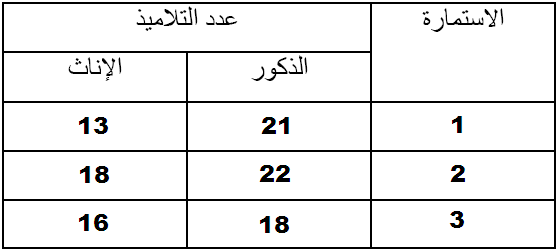 الاستمارة عدد التلاميذ
الذكور الإناث
1 21 13
2 22 18
3 18 16